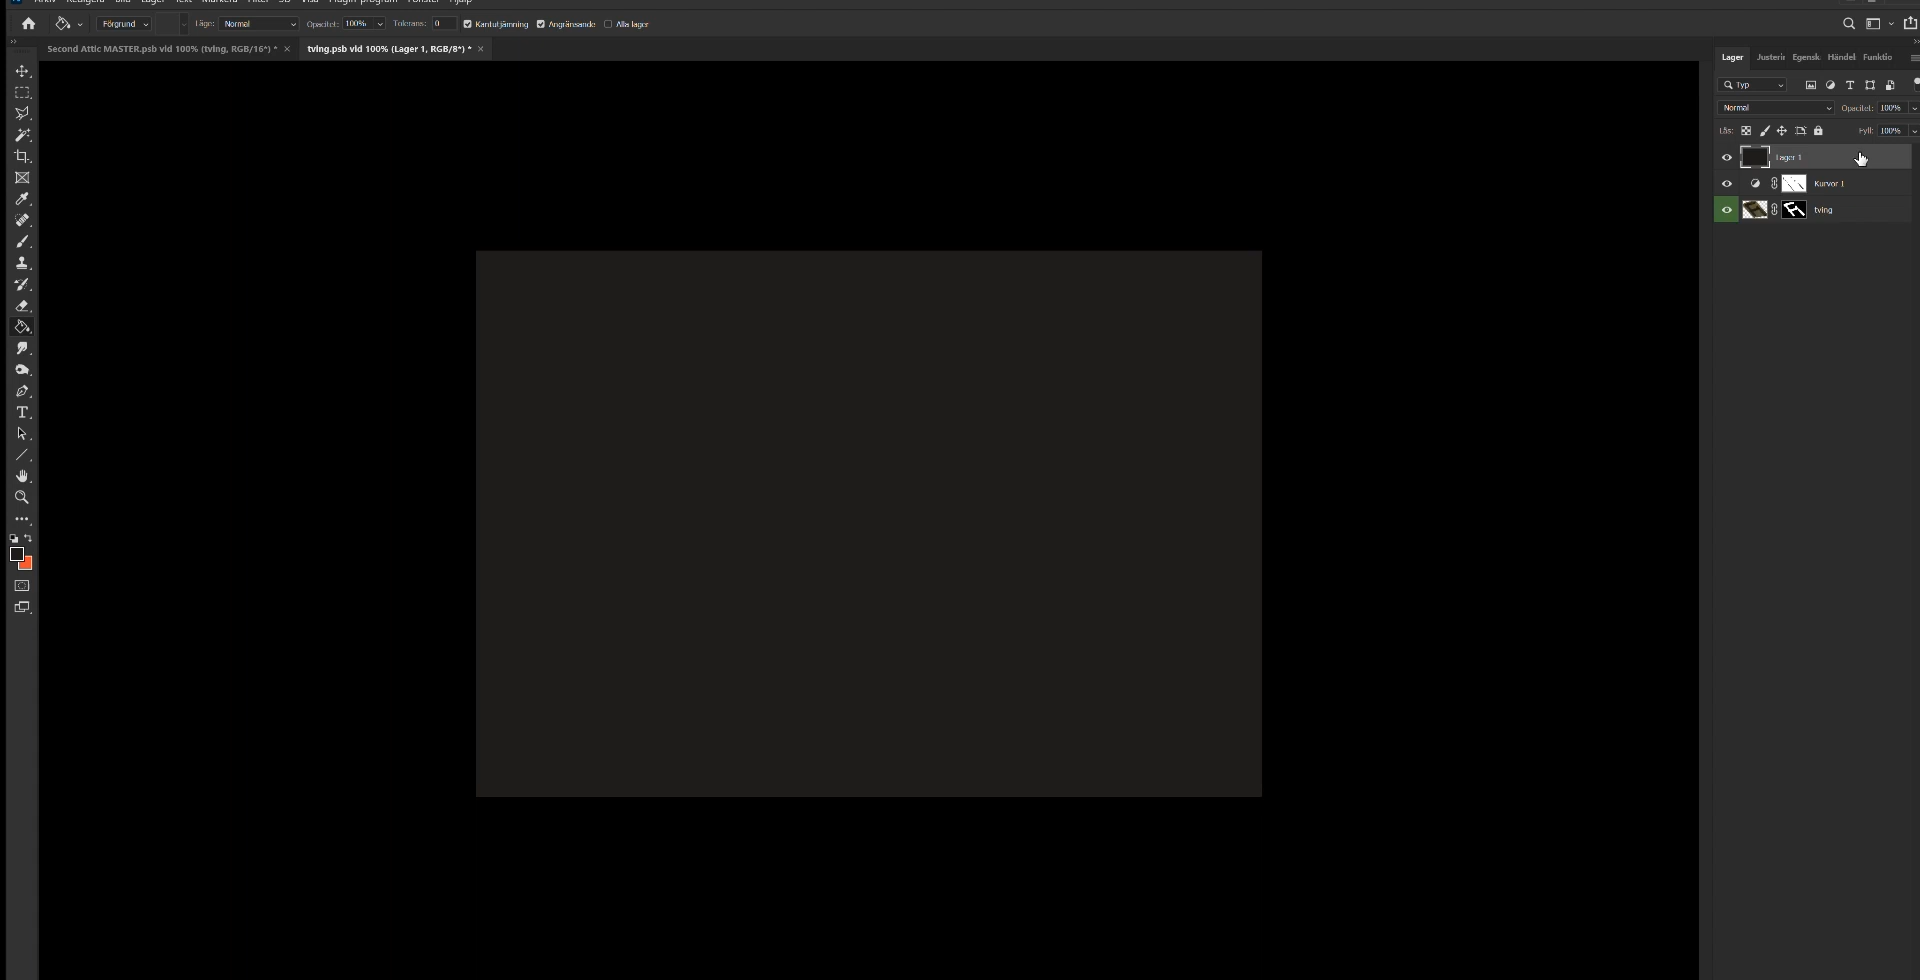 Arkiv Redigera Bild Lager Text Markera Filter 3D Visa Plugin-program Fönster Hjälp
Förgrund Läge: Normal Opacitet: 100% Tolerans: 0 Kantutjämning Angränsande Alla lager
Second Attic MASTER.psb vid 100% (tving, RGB/16*) * × tving.psb vid 100% (Lager 1, RGB/8*) * ×
Lager Justerir Egensk Händel Funktio
Typ
Normal Opacitet: 100%
Lås: Fyll: 100%
Lager 1
Kurvor 1
tving